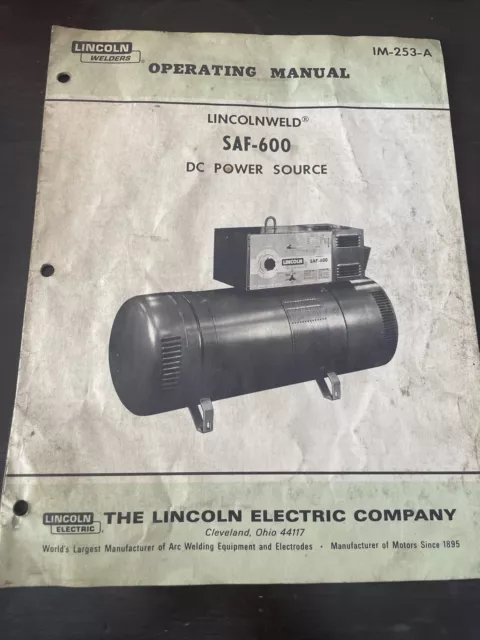 LINCOLN
WELDERS
IM-253-A
OPERATING MANUAL
LINCOLNWELD®
SAF-600
DC POWER SOURCE
LINCOLN
SAF-600
LINCOLN
ELECTRIC
THE LINCOLN ELECTRIC COMPANY
Cleveland, Ohio 44117
World's Largest Manufacturer of Arc Welding Equipment and Electrodes • Manufacturer of Motors Since 1895